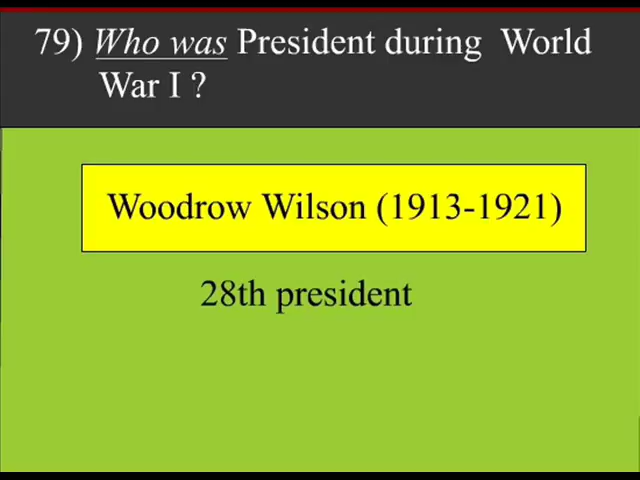 79) Who was President during World
War I ?
Woodrow Wilson (1913-1921)
28th president